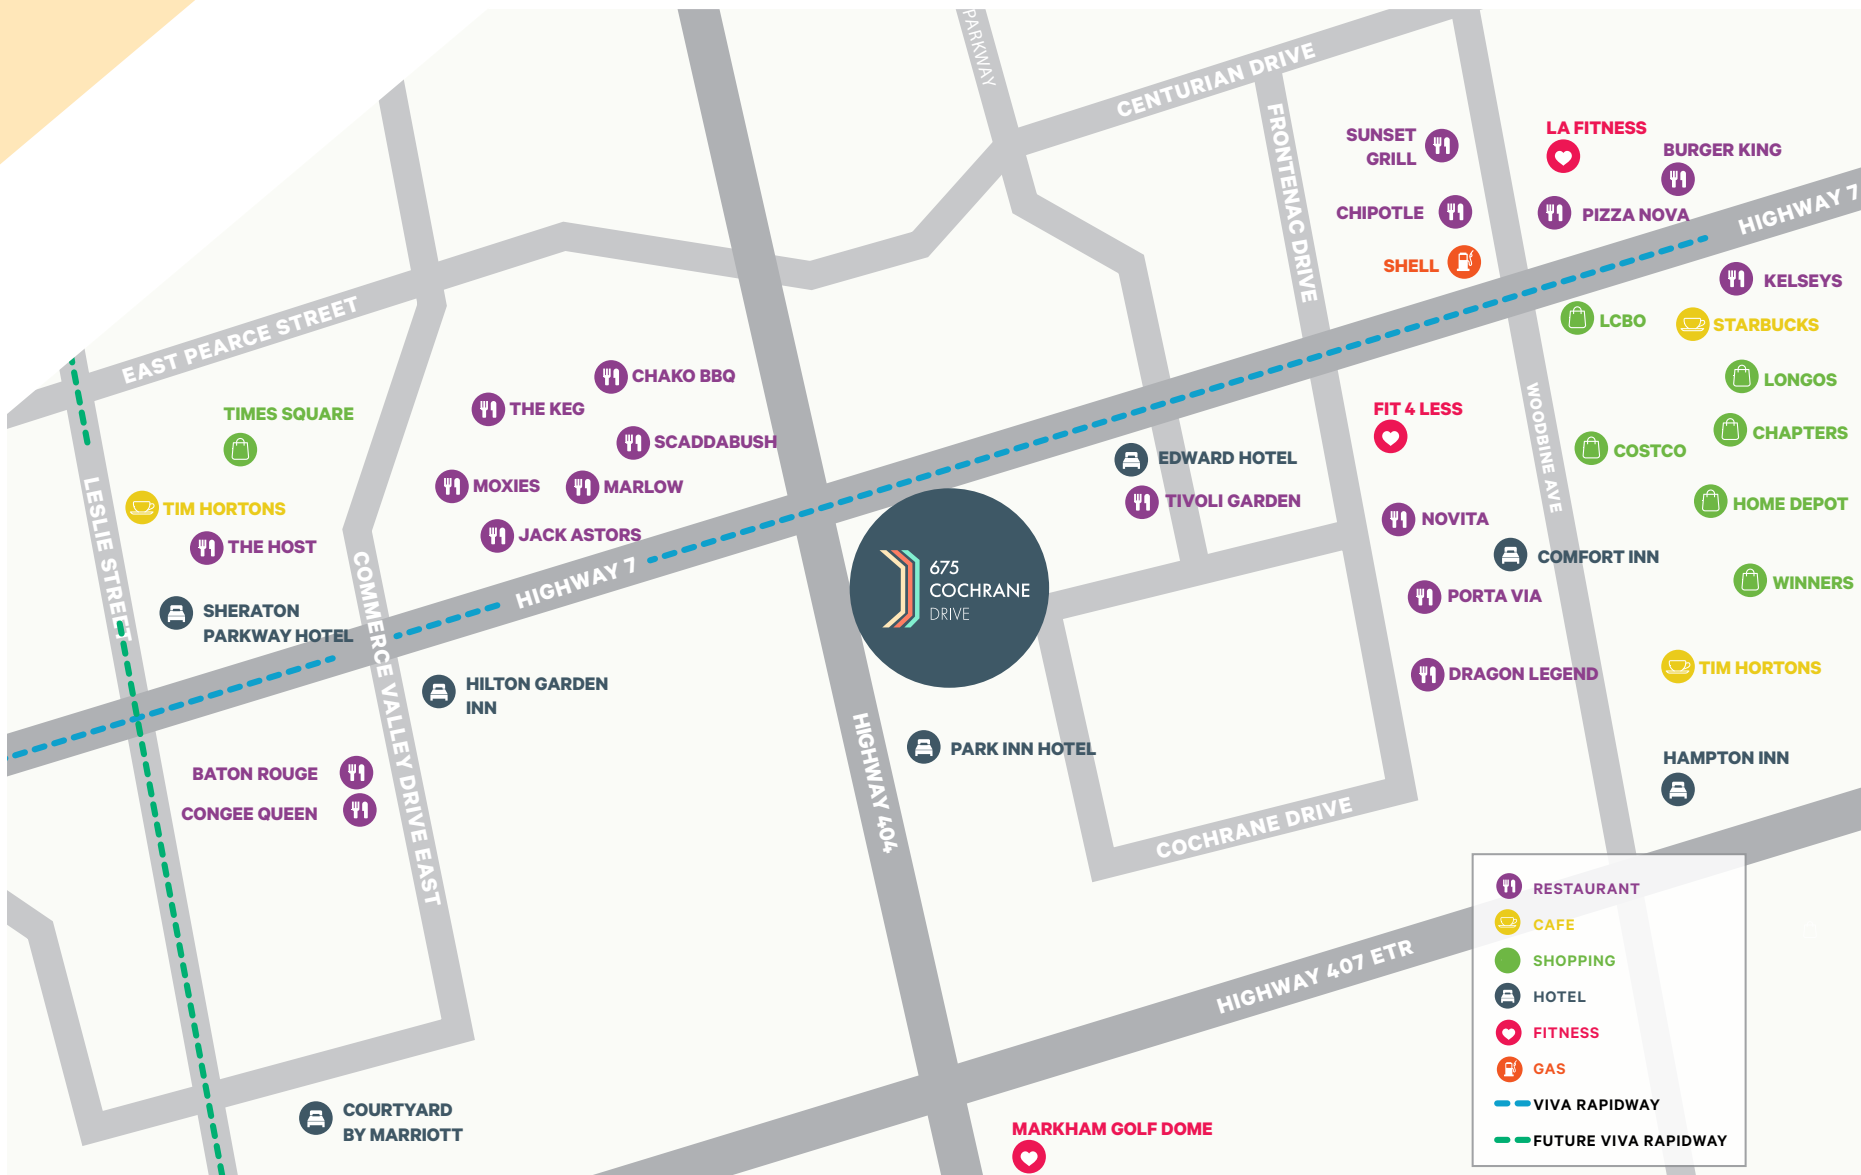 PARKWAY
CENTURIAN DRIVE
FRONTENAC DRIVE
SUNSET
GRILL
LA FITNESS
BURGER KING
CHIPOTLE
PIZZA NOVA
HIGHWAY 7
SHELL
KELSEYS
LCBO
STARBUCKS
EAST PEARCE STREET
CHAKO BBQ
LONGOS
TIMES SQUARE
THE KEG
FIT 4 LESS
WOODBINE AVE
CHAPTERS
SCADDABUSH
COSTCO
EDWARD HOTEL
LESLIE STREET
MOXIES
MARLOW
TIVOLI GARDEN
HOME DEPOT
TIM HORTONS
NOVITA
JACK ASTORS
THE HOST
COMFORT INN
COMMERCE VALLEY DRIVE EAST
HIGHWAY 7
675
COCHRANE
DRIVE
WINNERS
PORTA VIA
SHERATON
PARKWAY HOTEL
TIM HORTONS
DRAGON LEGEND
HILTON GARDEN
INN
HIGHWAY 404
PARK INN HOTEL
HAMPTON INN
BATON ROUGE
CONGEE QUEEN
COCHRANE DRIVE
HIGHWAY 407 ETR
COURTYARD
BY MARRIOTT
MARKHAM GOLF DOME
RESTAURANT
CAFE
SHOPPING
HOTEL
FITNESS
GAS
VIVA RAPIDWAY
FUTURE VIVA RAPIDWAY